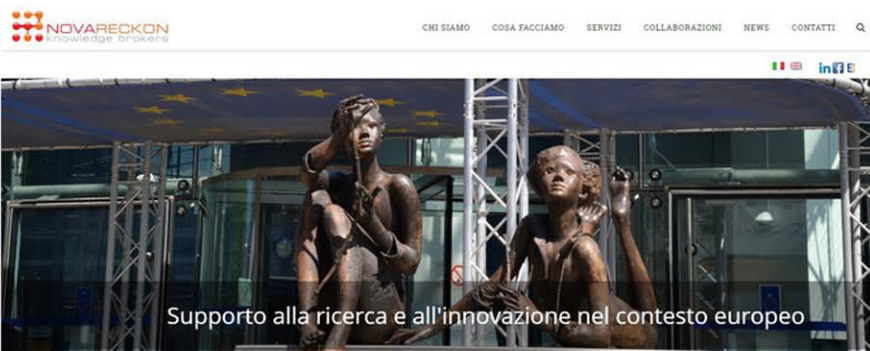 NOVARECKON
knowledge brokers
CHI SIAMO COSA FACCIAMO SERVIZI COLLABORAZIONI NEWS CONTATTI
in f E
Supporto alla ricerca e all'innovazione nel contesto europeo